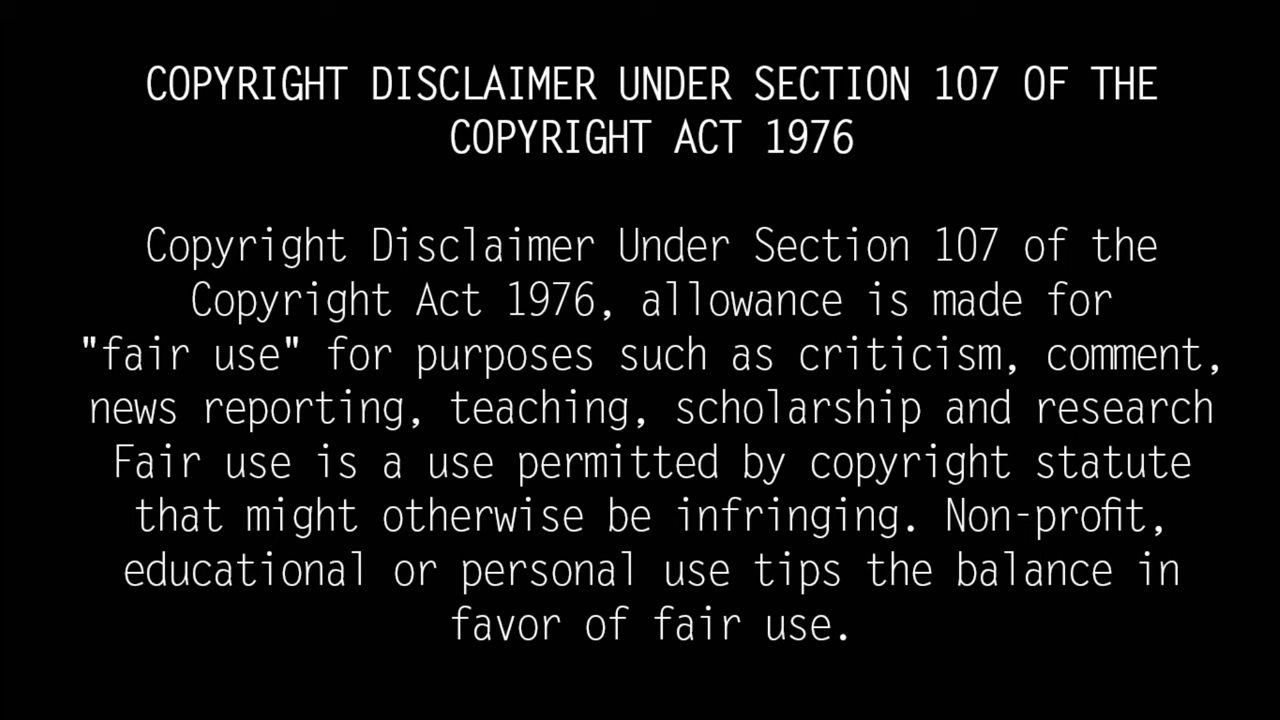 COPYRIGHT DISCLAIMER UNDER SECTION 107 OF THE
COPYRIGHT ACT 1976
Copyright Disclaimer Under Section 107 of the
Copyright Act 1976, allowance is made for
"fair use" for purposes such as criticism, comment,
news reporting, teaching, scholarship and research
Fair use is a use permitted by copyright statute
that might otherwise be infringing. Non-profit,
educational or personal use tips the balance in
favor of fair use.